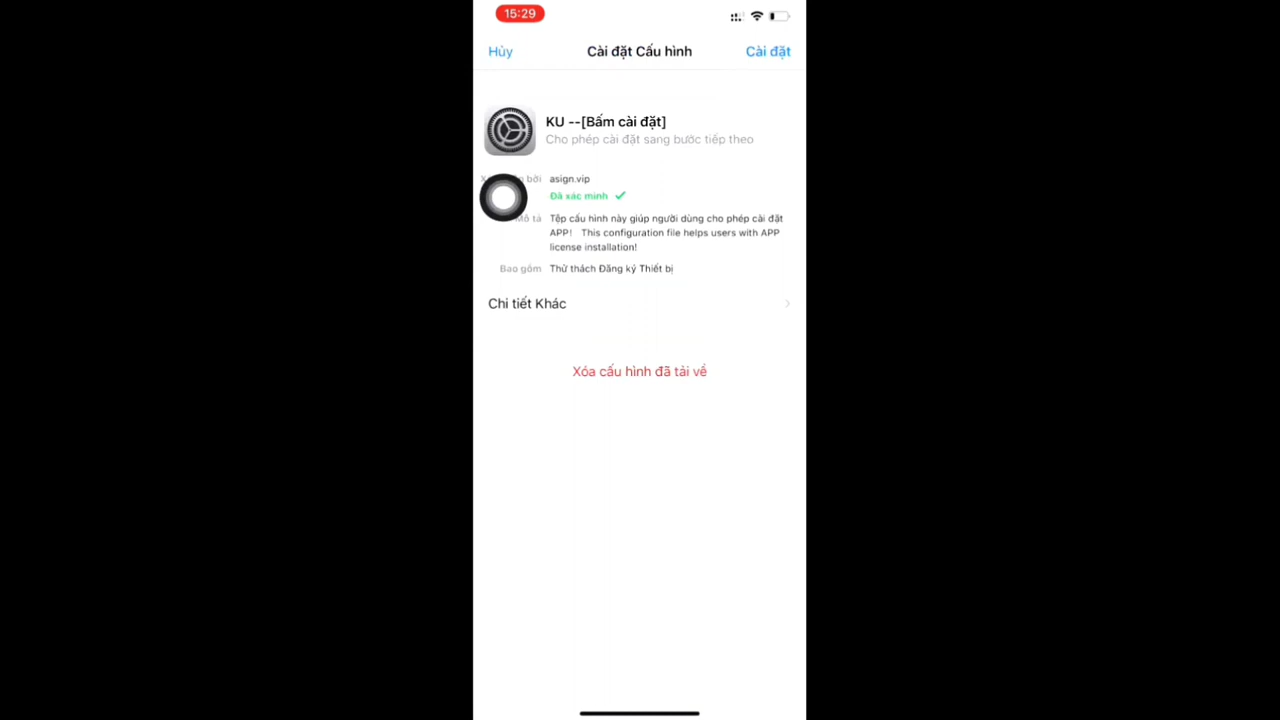 15:29
Hủy
Cài đặt Cấu hình
Cài đặt
KU --[Bấm cài đặt]
Cho phép cài đặt sang bước tiếp theo
bởi asign.vip
Đã xác minh
Mô tả Tệp cấu hình này giúp người dùng cho phép cài đặt
APP! This configuration file helps users with APP
license installation!
Bao gồm Thử thách Đăng ký Thiết bị
Chi tiết Khác
Xóa cấu hình đã tải về